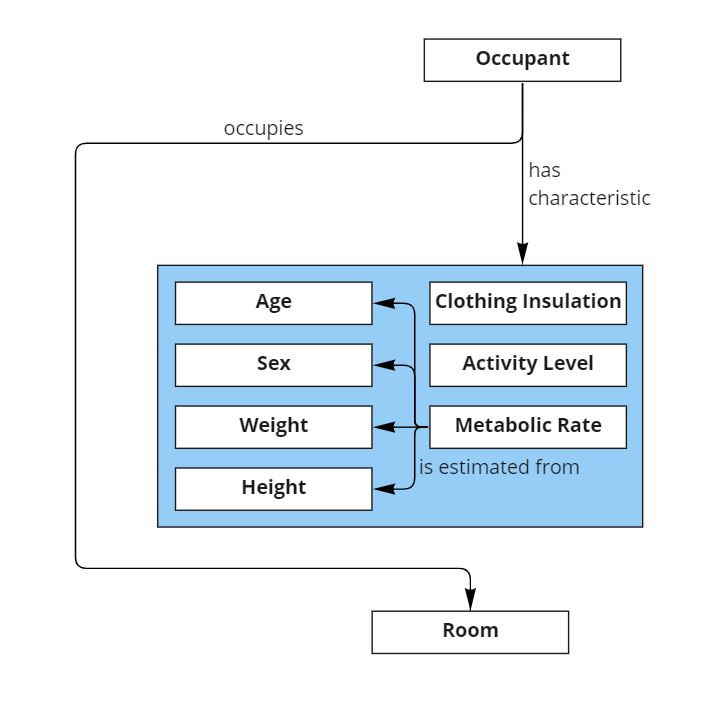 Occupant
occupies
has
characteristic
Age
Clothing Insulation
Sex
Activity Level
Weight
Metabolic Rate
is estimated from
Height
Room